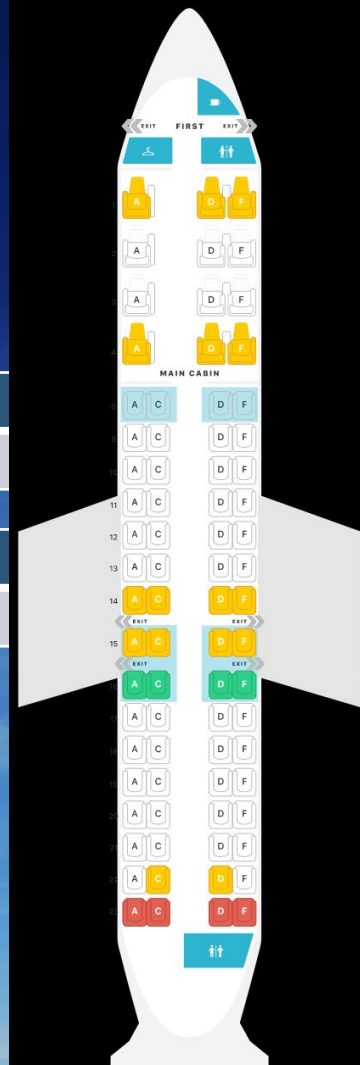 EXIT FIRST EXIT
A D F
A D F
A D F
A D F
MAIN CABIN
A C D F
A C D F
A C D F
11 A C D F
12 A C D F
13 A C D F
14 A C D F
EXIT EXIT
15 A C D F
EXIT EXIT
A C D F
A C D F
A C D F
A C D F
A C D F
A C D F
A C D F
A C D F